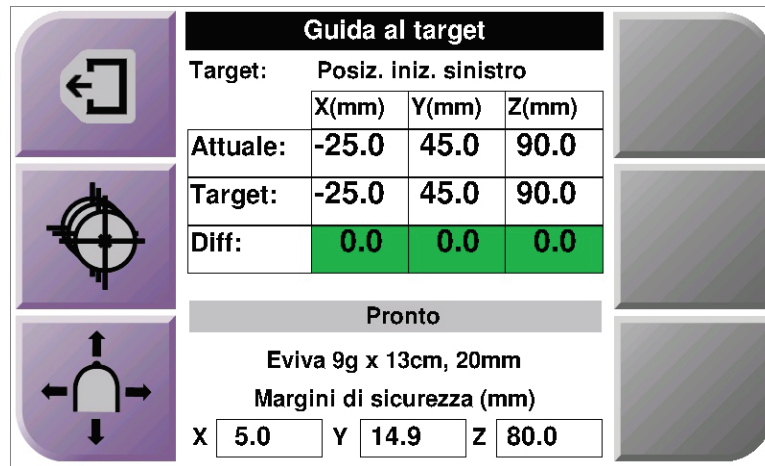 Guida al target
Target: Posiz. iniz. sinistro
X(mm) Y(mm) Z(mm)
Attuale: -25.0 45.0 90.0
Target: -25.0 45.0 90.0
Diff: 0.0 0.0 0.0
Pronto
Eviva 9g x 13cm, 20mm
Margini di sicurezza (mm)
X 5.0 Y 14.9 Z 80.0